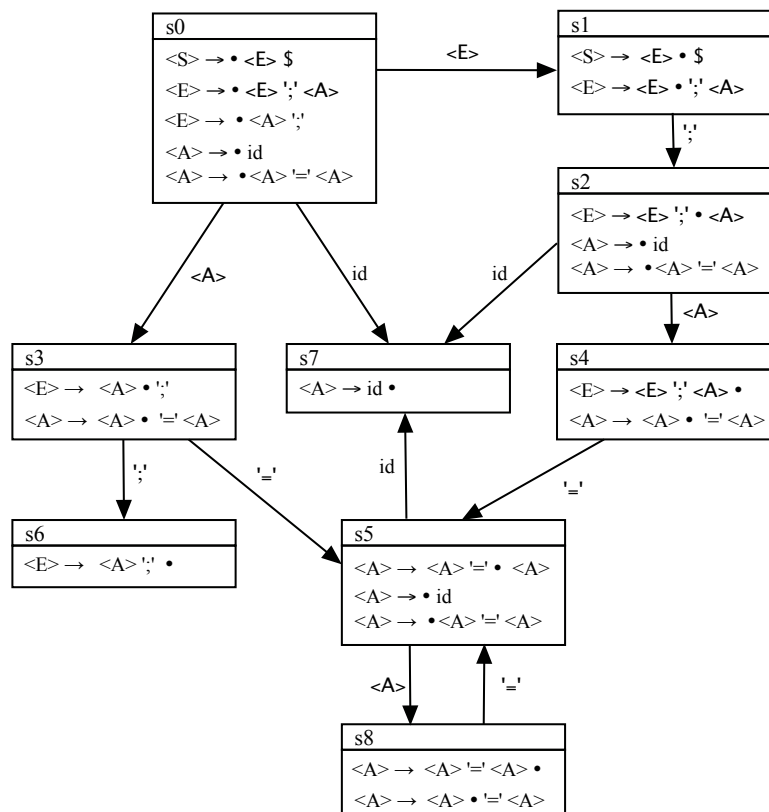 s0
<S> → • <E> $
<E> → • <E> ';' <A>
<E> → • <A> ';'
<A> → • id
<A> → • <A> '=' <A>
<E>
s1
<S> → <E> • $
<E> → <E> • ';' <A>
';'
s2
<E> → <E> ';' • <A>
<A> → • id
<A> → • <A> '=' <A>
<A>
id
id
<A>
s3
<E> → <A> • ';'
<A> → <A> • '=' <A>
s7
<A> → id •
s4
<E> → <E> ';' <A> •
<A> → <A> • '=' <A>
';'
'='
id
'='
s6
<E> → <A> ';' •
s5
<A> → <A> '=' • <A>
<A> → • id
<A> → • <A> '=' <A>
<A>
'='
s8
<A> → <A> '=' <A> •
<A> → <A> • '=' <A>